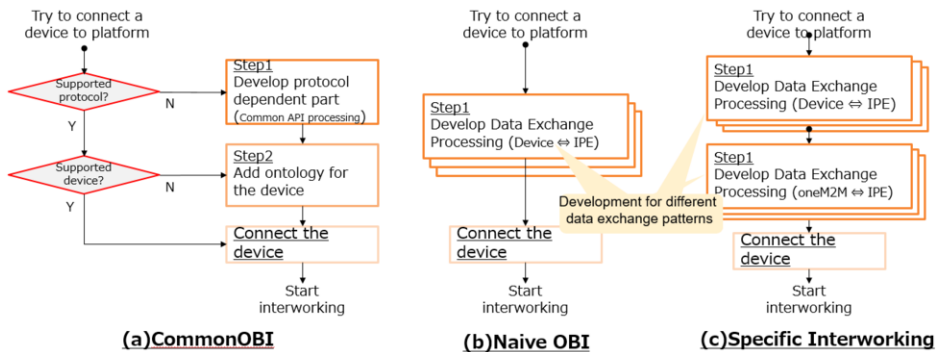 Try to connect a
device to platform
Supported
protocol?
N
Y
Step1
Develop protocol
dependent part
(Common API processing)
Supported
device?
N
Y
Step2
Add ontology for
the device
Connect the
device
Start
interworking
(a)CommonOBI
Try to connect a
device to platform
Step1
Develop Data Exchange
Processing (Device ⇔ IPE)
Development for different
data exchange patterns
Connect the
device
Start
interworking
(b)Naive OBI
Try to connect a
device to platform
Step1
Develop Data Exchange
Processing (Device ⇔ IPE)
Step1
Develop Data Exchange
Processing (oneM2M ⇔ IPE)
Connect the
device
Start
interworking
(c)Specific Interworking